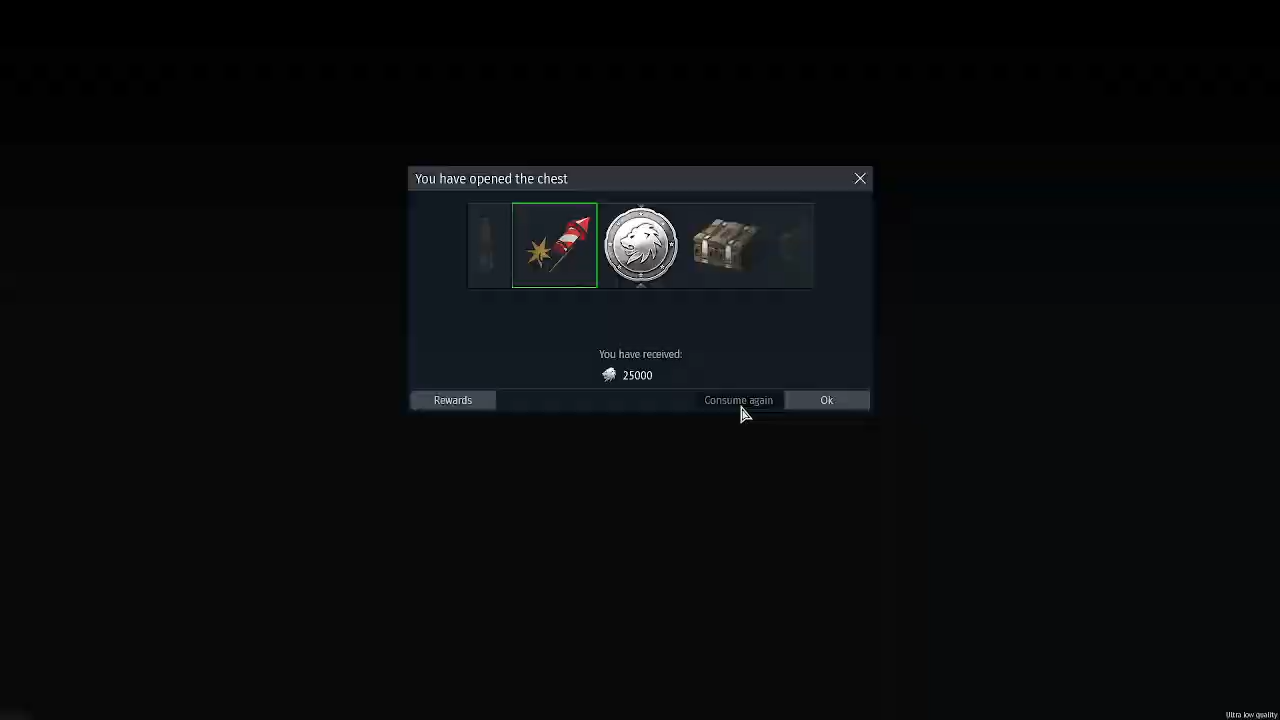 You have opened the chest
You have received:
25000
Rewards
Consume again
Ok
Ultra low quality